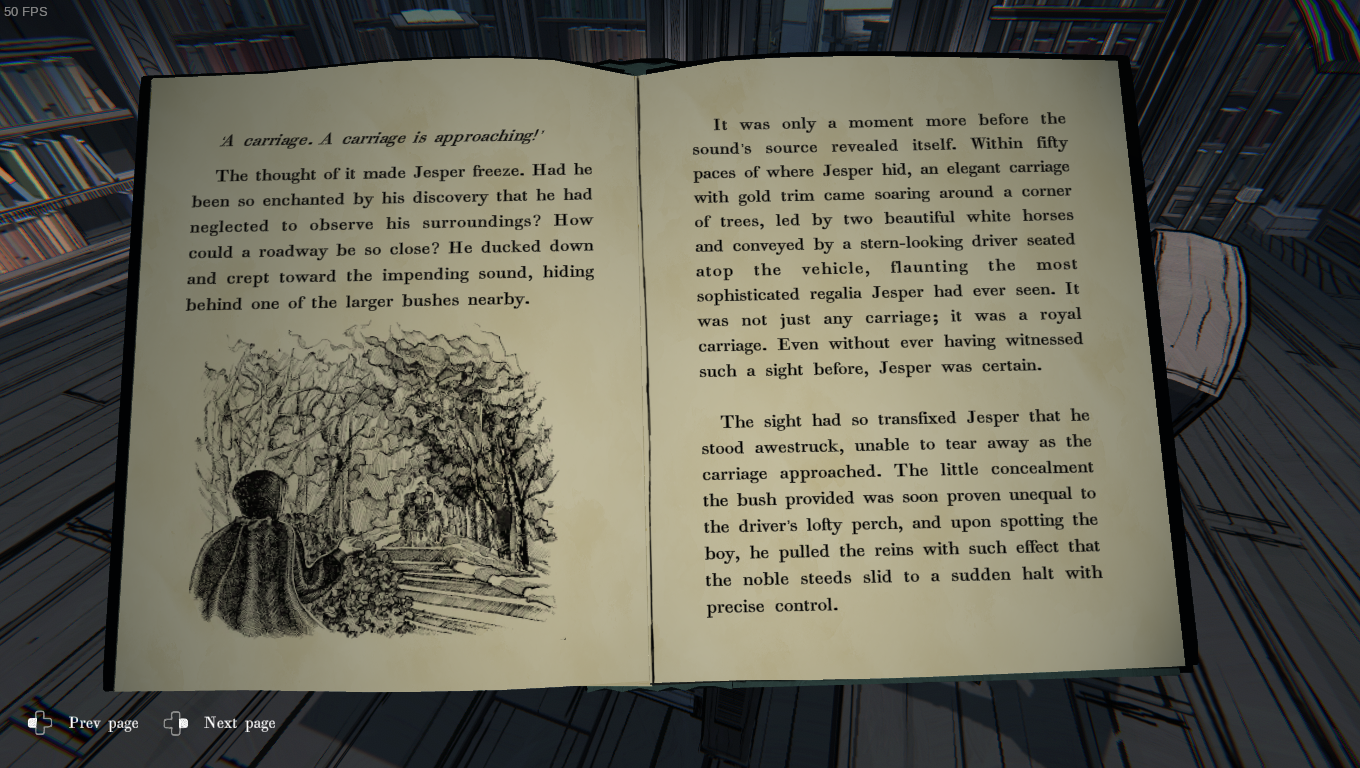 50 FPS
'A carriage. A carriage is approaching!'
The thought of it made Jesper freeze. Had he
been so enchanted by his discovery that he had
neglected to observe his surroundings? How
could a roadway be so close? He ducked down
and crept toward the impending sound, hiding
behind one of the larger bushes nearby.
It was only a moment more before the
sound's source revealed itself. Within fifty
paces of where Jesper hid, an elegant carriage
with gold trim came soaring around a corner
of trees, led by two beautiful white horses
and conveyed by a stern-looking driver seated
atop the vehicle, flaunting the most
sophisticated regalia Jesper had ever seen. It
was not just any carriage; it was a royal
carriage. Even without ever having witnessed
such a sight before, Jesper was certain.
The sight had so transfixed Jesper that he
stood awestruck, unable to tear away as the
carriage approached. The little concealment
the bush provided was soon proven unequal to
the driver's lofty perch, and upon spotting the
boy, he pulled the reins with such effect that
the noble steeds slid to a sudden halt with
precise control.
Prev page
Next page